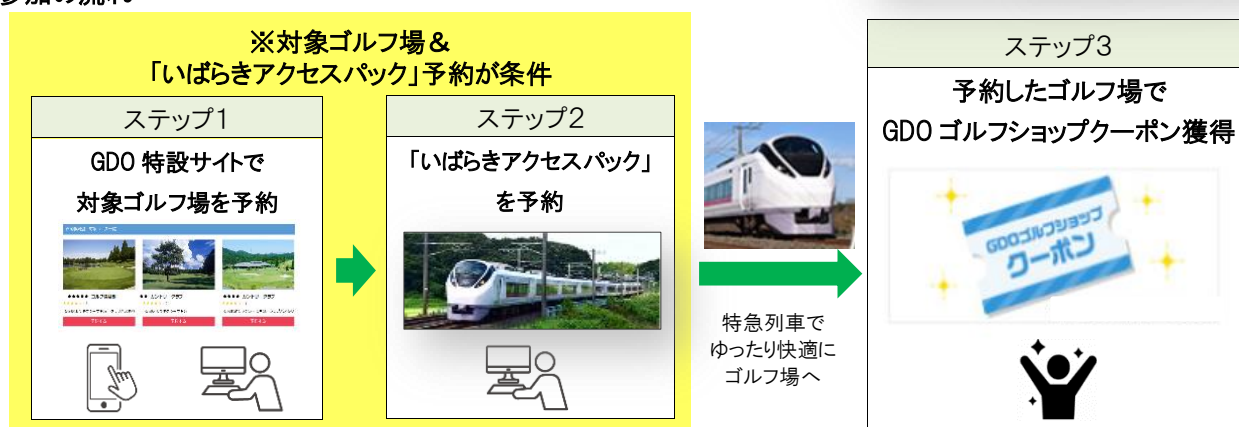 参加の流れ
※対象ゴルフ場＆
「いばらきアクセスパック」予約が条件
ステップ1
GDO 特設サイトで
対象ゴルフ場を予約
ステップ2
「いばらきアクセスパック」
を予約
特急列車で
ゆったり快適に
ゴルフ場へ
ステップ3
予約したゴルフ場で
GDO ゴルフショップクーポン獲得
GDOゴルフショップ
クーポン